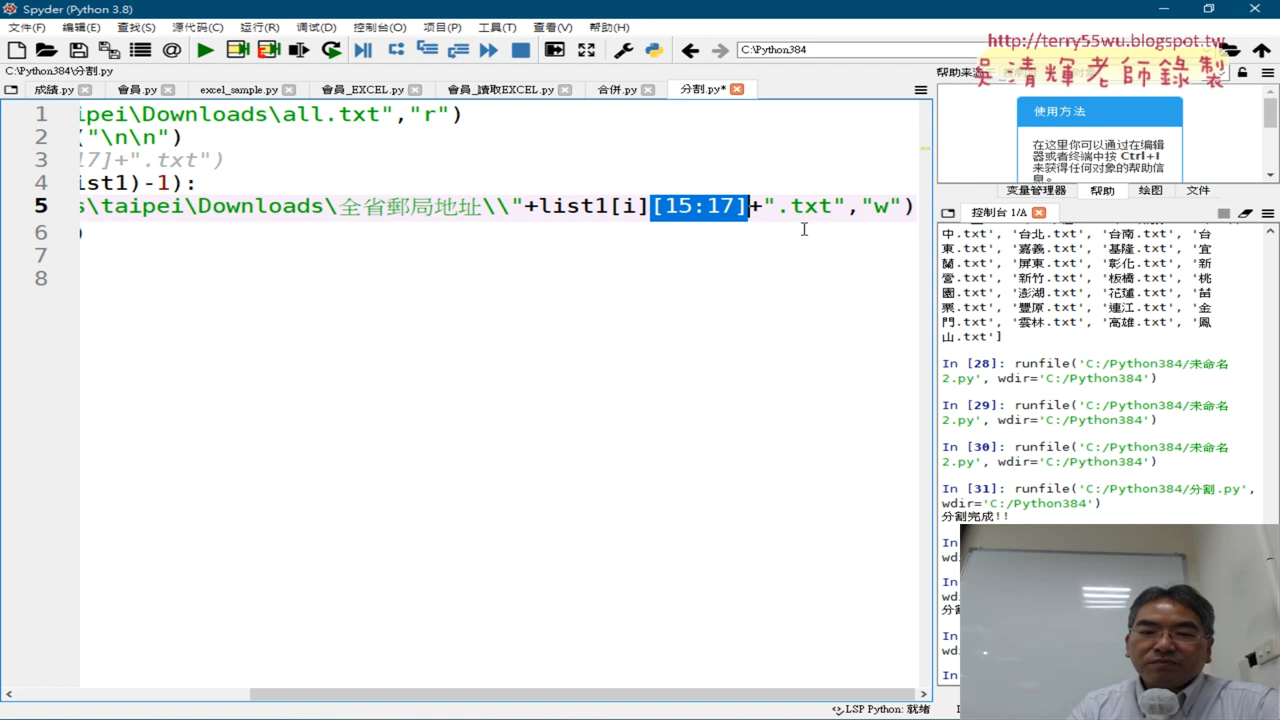 Spyder (Python 3.8)
文件(F) 编辑(E) 查找(S) 源代码(C) 运行(R) 调试(D) 控制台(O) 项目(P) 工具(T) 查看(V) 帮助(H)
http://terry55wu.blogspot.tw
C:\Python384
吳清輝老師錄製
C:\Python384\分割.py
帮助来源
成績.py 會員.py excel_sample.py 會員_EXCEL.py 會員_讀取EXCEL.py 合併.py 分割.py*
1 ipei\Downloads\all.txt","r")
2 ("\n\n")
3 17]+".txt")
4 ist1)-1):
5 s\taipei\Downloads\全省郵局地址\\"+list1[i][15:17]+".txt","w")
6 )
7
8
使用方法
在这里你可以通过在编辑
器或者终端中按 Ctrl+I
来获得任何对象的帮助信
息。
变量管理器 帮助 绘图 文件
控制台 1/A
中.txt', '台北.txt', '台南.txt', '台
東.txt', '嘉義.txt', '基隆.txt', '宜
蘭.txt', '屏東.txt', '彰化.txt', '新
營.txt', '新竹.txt', '板橋.txt', '桃
園.txt', '澎湖.txt', '花蓮.txt', '苗
栗.txt', '豐原.txt', '連江.txt', '金
門.txt', '雲林.txt', '高雄.txt', '鳳
山.txt']
In [28]: runfile('C:/Python384/未命名
2.py', wdir='C:/Python384')
In [29]: runfile('C:/Python384/未命名
2.py', wdir='C:/Python384')
In [30]: runfile('C:/Python384/未命名
2.py', wdir='C:/Python384')
In [31]: runfile('C:/Python384/分割.py',
wdir='C:/Python384')
分割完成!!
In
wd
In
wd
分割
In
wd
In
LSP Python: 就绪